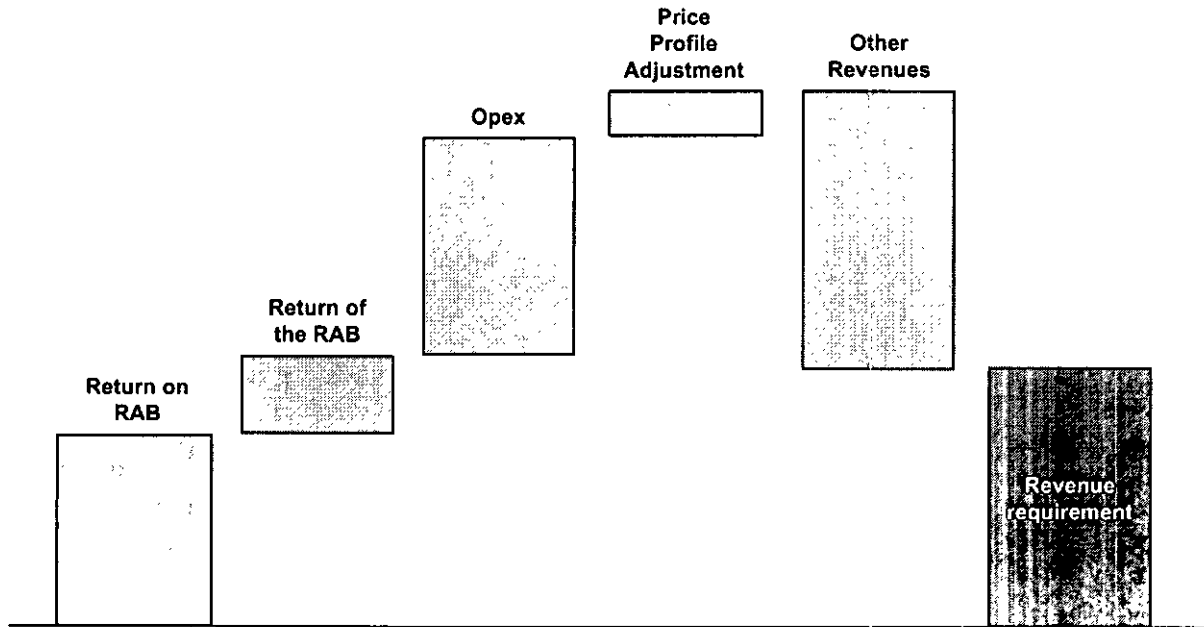 Return on
RAB
Return of
the RAB
Opex
Price
Profile
Adjustment
Other
Revenues
Revenue
requirement